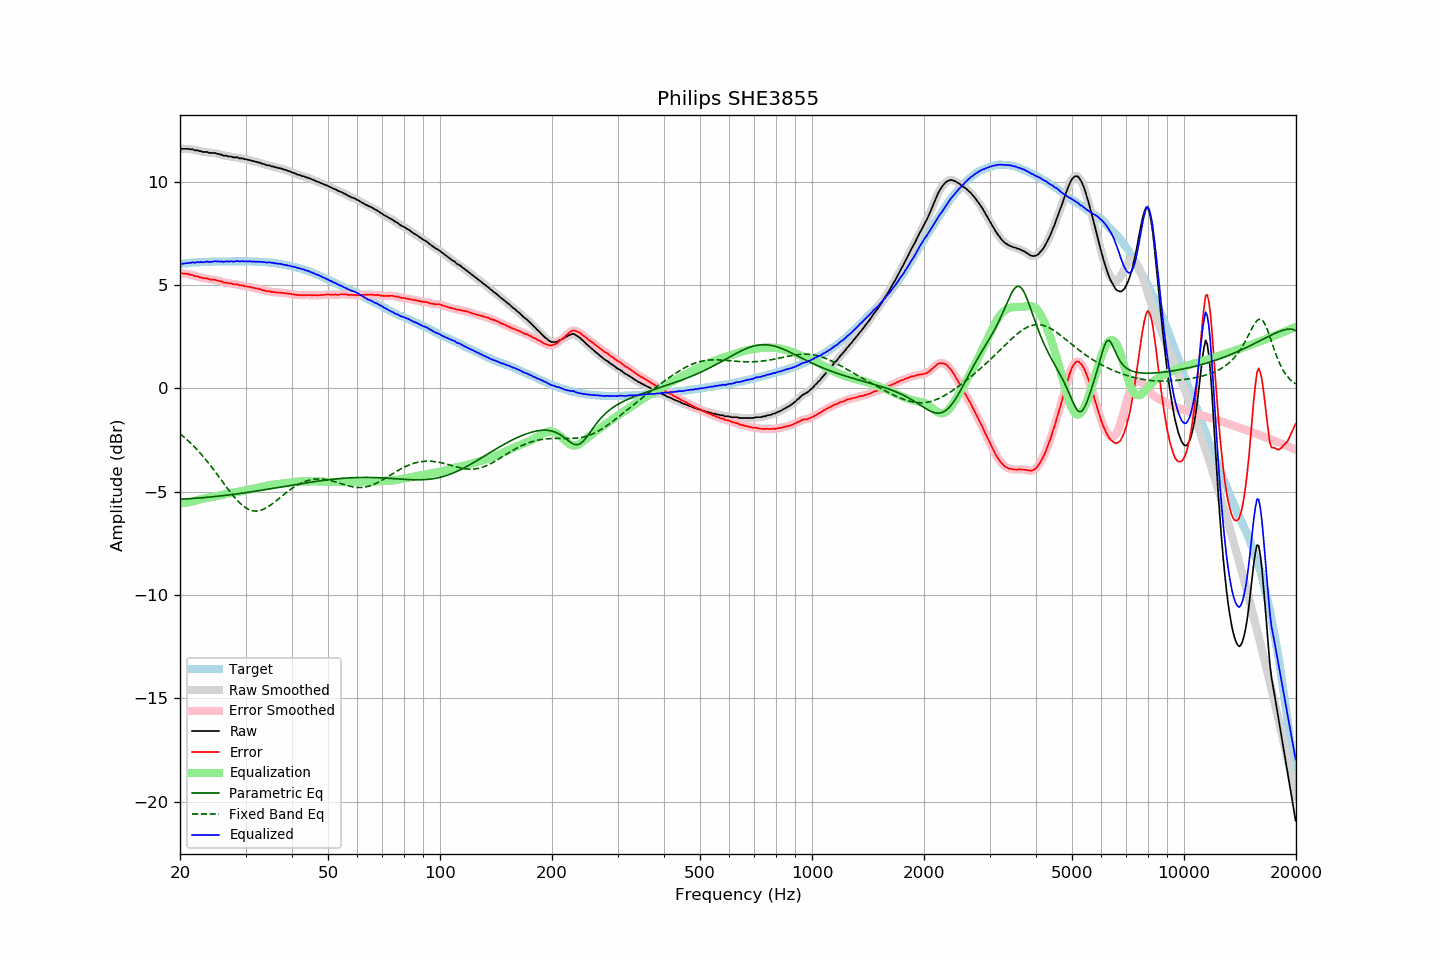 Philips SHE3855
Amplitude (dBr)
10
5
0
−5
−10
−15
−20
Target
Raw Smoothed
Error Smoothed
Raw
Error
Equalization
Parametric Eq
Fixed Band Eq
Equalized
20 50 100 200 500 1000 2000 5000 10000 20000
Frequency (Hz)